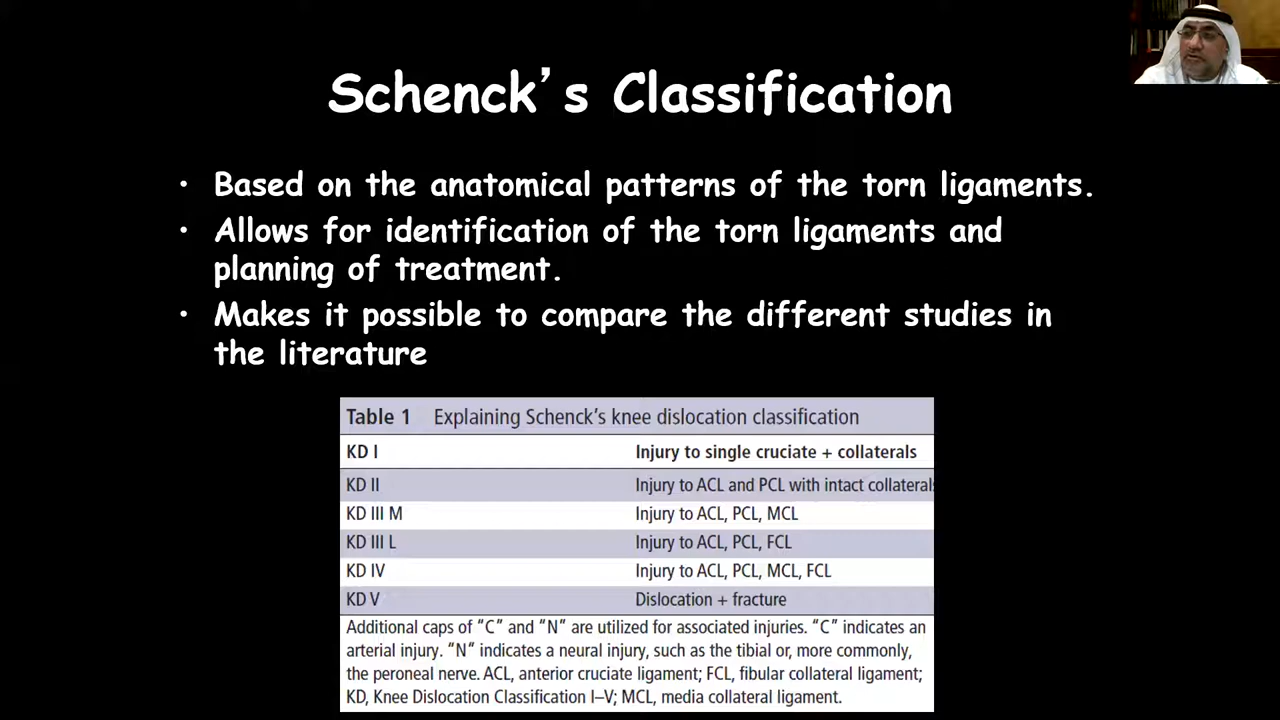 Schenck’s Classification
• Based on the anatomical patterns of the torn ligaments.
• Allows for identification of the torn ligaments and
planning of treatment.
• Makes it possible to compare the different studies in
the literature
Table 1 Explaining Schenck’s knee dislocation classification
KD I Injury to single cruciate + collaterals
KD II Injury to ACL and PCL with intact collaterals
KD III M Injury to ACL, PCL, MCL
KD III L Injury to ACL, PCL, FCL
KD IV Injury to ACL, PCL, MCL, FCL
KD V Dislocation + fracture
Additional caps of “C” and “N” are utilized for associated injuries. “C” indicates an
arterial injury. “N” indicates a neural injury, such as the tibial or, more commonly,
the peroneal nerve. ACL, anterior cruciate ligament; FCL, fibular collateral ligament;
KD, Knee Dislocation Classification I–V; MCL, media collateral ligament.